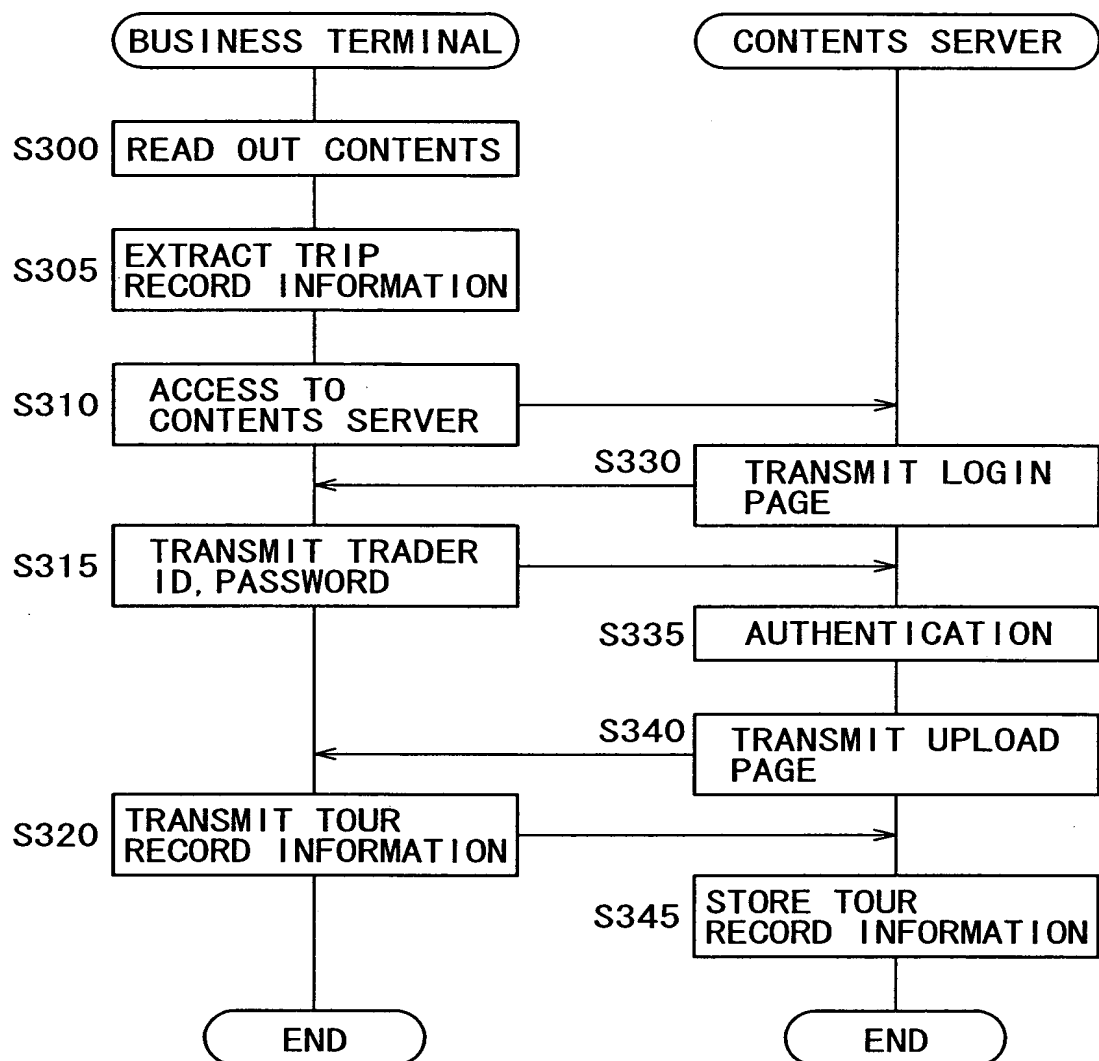 BUSINESS TERMINAL
CONTENTS SERVER
S300
READ OUT CONTENTS
S305
EXTRACT TRIP
RECORD INFORMATION
S310
ACCESS TO
CONTENTS SERVER
S330
TRANSMIT LOGIN
PAGE
S315
TRANSMIT TRADER
ID, PASSWORD
S335
AUTHENTICATION
S340
TRANSMIT UPLOAD
PAGE
S320
TRANSMIT TOUR
RECORD INFORMATION
S345
STORE TOUR
RECORD INFORMATION
END
END